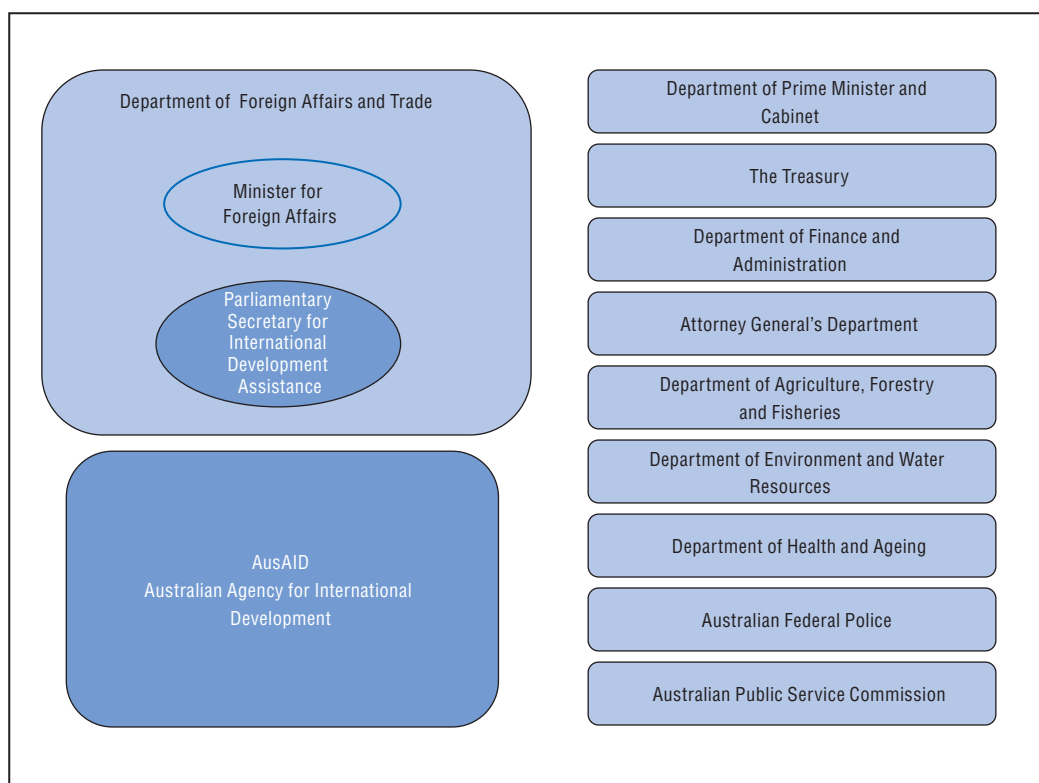 Department of Foreign Affairs and Trade
Minister for
Foreign Affairs
Parliamentary
Secretary for
International
Development
Assistance
AusAID
Australian Agency for International
Development
Department of Prime Minister and
Cabinet
The Treasury
Department of Finance and
Administration
Attorney General's Department
Department of Agriculture, Forestry
and Fisheries
Department of Environment and Water
Resources
Department of Health and Ageing
Australian Federal Police
Australian Public Service Commission